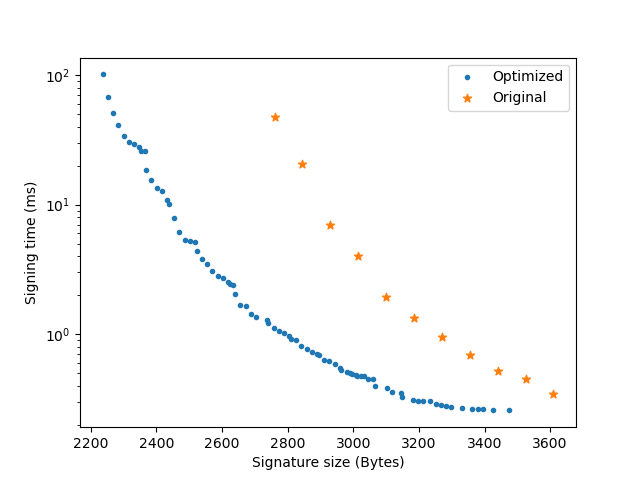 Optimized
Original
Signing time (ms)
10²
10¹
10⁰
2200 2400 2600 2800 3000 3200 3400 3600
Signature size (Bytes)